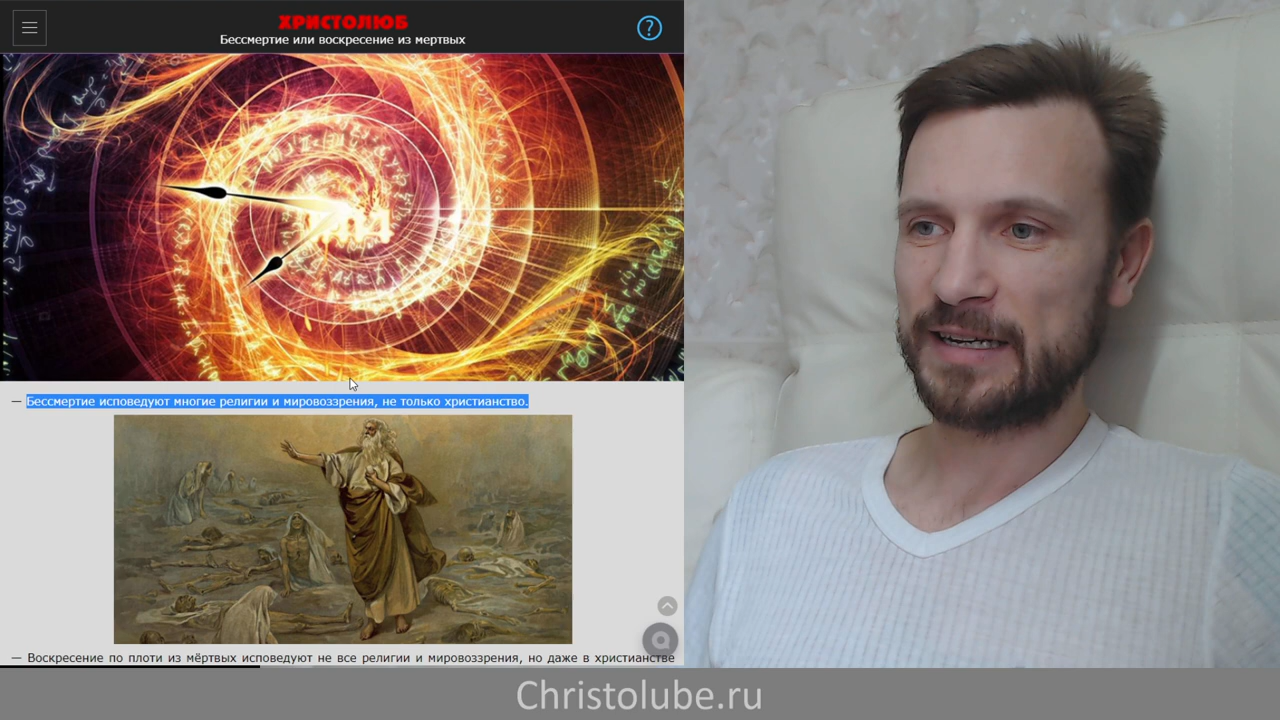 ХРИСТОЛЮБ
Бессмертие или воскресение из мертвых
?
— Бессмертие исповедуют многие религии и мировоззрения, не только христианство.
— Воскресение по плоти из мёртвых исповедуют не все религии и мировоззрения, но даже в христианстве
Christolube.ru